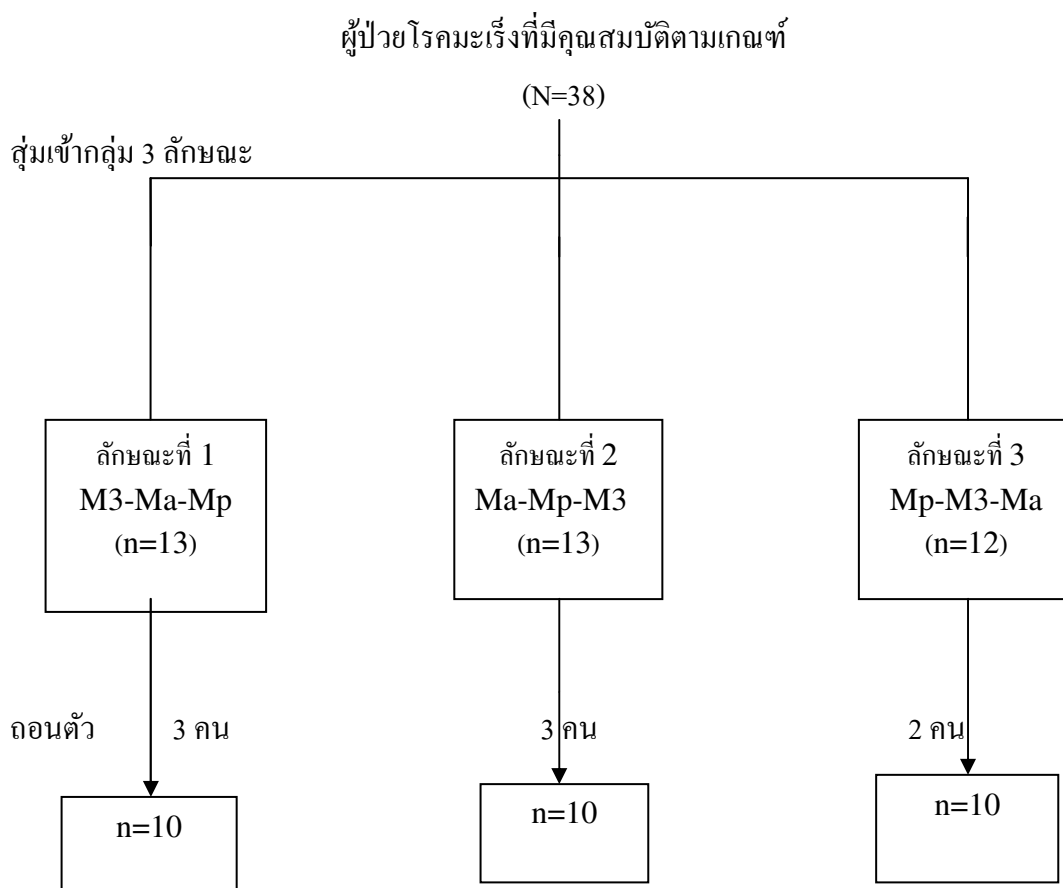 ผู้ป่วยโรคมะเร็งที่มีคุณสมบัติตามเกณฑ์
(N=38)
สุ่มเข้ากลุ่ม 3 ลักษณะ
ลักษณะที่ 1
M3-Ma-Mp
(n=13)
ลักษณะที่ 2
Ma-Mp-M3
(n=13)
ลักษณะที่ 3
Mp-M3-Ma
(n=12)
ถอนตัว 3 คน
3 คน
2 คน
n=10
n=10
n=10